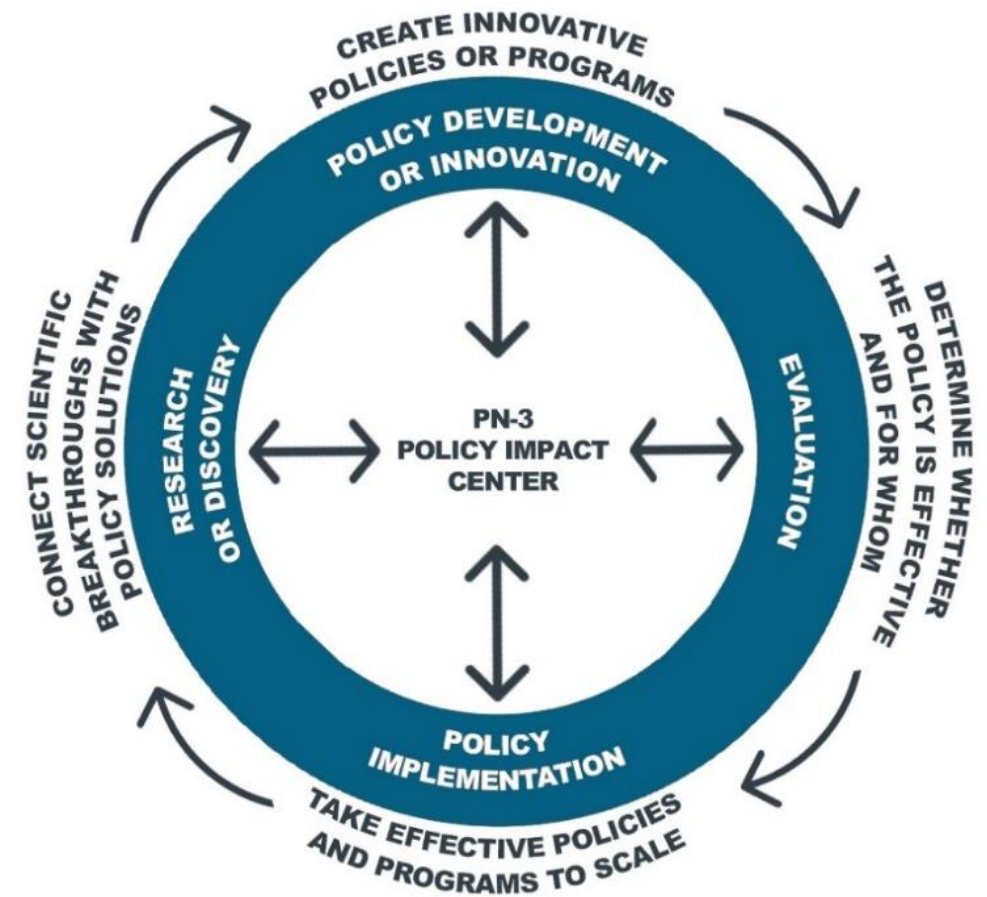 CREATE INNOVATIVE
POLICIES OR PROGRAMS
POLICY DEVELOPMENT
OR INNOVATION
DETERMINE WHETHER
THE POLICY IS EFFECTIVE
AND FOR WHOM
EVALUATION
PN-3
POLICY IMPACT
CENTER
CONNECT SCIENTIFIC
BREAKTHROUGHS WITH
POLICY SOLUTIONS
RESEARCH
OR DISCOVERY
POLICY
IMPLEMENTATION
TAKE EFFECTIVE POLICIES
AND PROGRAMS TO SCALE